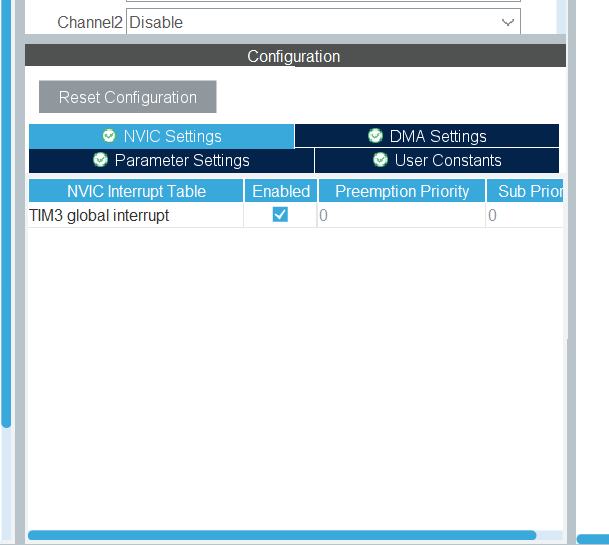 Channel2 Disable
Configuration
Reset Configuration
NVIC Settings DMA Settings
Parameter Settings User Constants
NVIC Interrupt Table Enabled Preemption Priority Sub Prior
TIM3 global interrupt 0 0